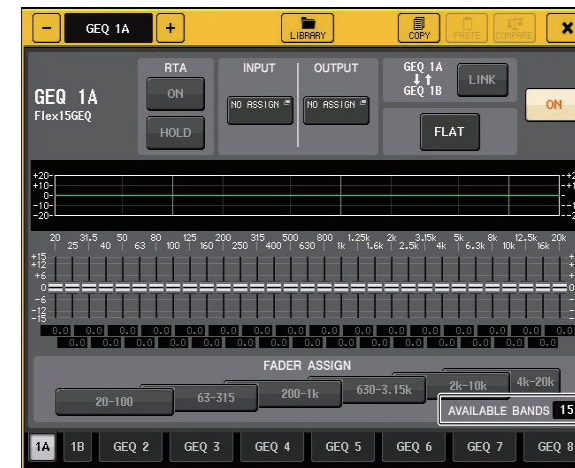 − GEQ 1A + LIBRARY COPY PASTE COMPARE ×
RTA INPUT OUTPUT GEQ 1A
GEQ 1B
GEQ 1A
Flex15GEQ
ON NO ASSIGN NO ASSIGN LINK ON
HOLD FLAT
+20
+10
0
-10
-20
20 31.5 50 80 125 200 315 500 800 1.25k 2k 3.15k 5k 8k 12.5k 20k
25 40 63 100 160 250 400 630 1k 1.6k 2.5k 4k 6.3k 10k 16k
+15
+12
+6
0
-6
-12
-15
0.0 0.0 0.0 0.0 0.0 0.0 0.0 0.0 0.0 0.0 0.0 0.0 0.0 0.0 0.0 0.0
0.0 0.0 0.0 0.0 0.0 0.0 0.0 0.0 0.0 0.0 0.0 0.0 0.0 0.0 0.0
FADER ASSIGN
20-100 63-315 200-1k 630-3.15k 2k-10k 4k-20k
AVAILABLE BANDS 15
1A 1B GEQ 2 GEQ 3 GEQ 4 GEQ 5 GEQ 6 GEQ 7 GEQ 8